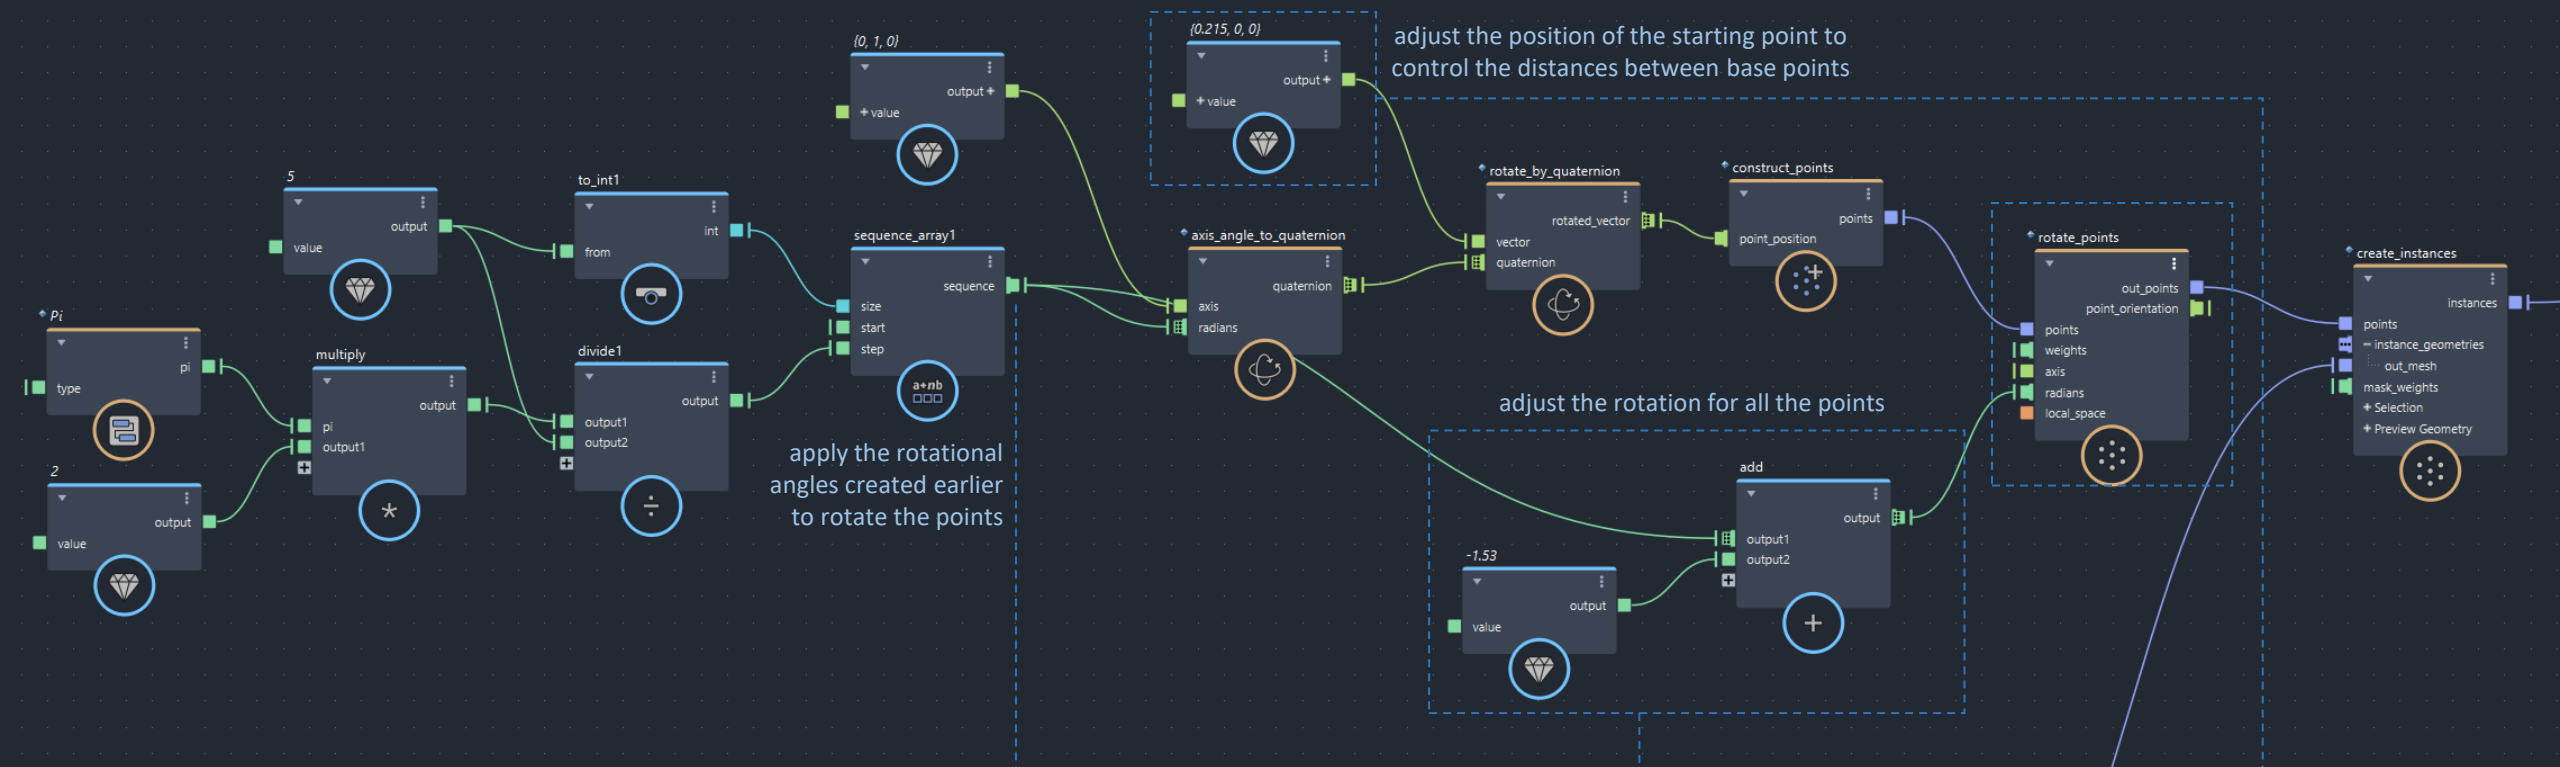 Pi
pi
type
2
output
value
5
output
value
multiply
output
pi
output1
to_int1
int
from
divide1
output
output1
output2
{0, 1, 0}
output
value
sequence_array1
sequence
size
start
step
a+nb
apply the rotational
angles created earlier
to rotate the points
{0.215, 0, 0}
output
value
adjust the position of the starting point to
control the distances between base points
axis_angle_to_quaternion
quaternion
axis
radians
rotate_by_quaternion
rotated_vector
vector
quaternion
construct_points
points
point_position
adjust the rotation for all the points
-1.53
output
value
add
output
output1
output2
rotate_points
out_points
point_orientation
points
weights
axis
radians
local_space
create_instances
instances
points
instance_geometries
out_mesh
mask_weights
Selection
Preview Geometry